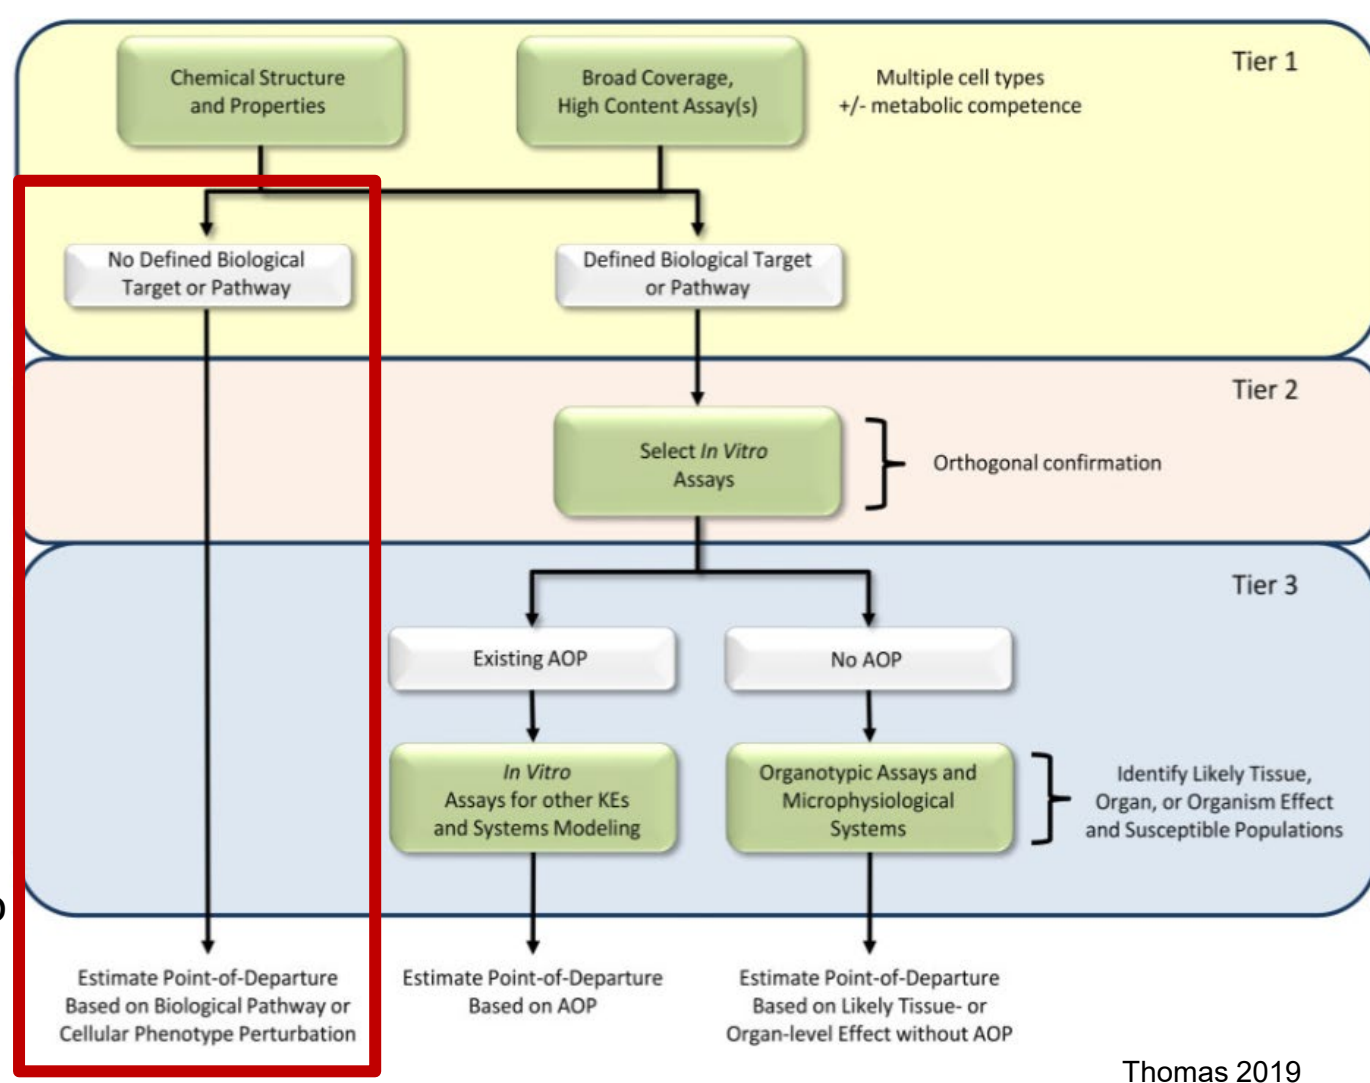 Tier 1
Chemical Structure
and Properties
Broad Coverage,
High Content Assay(s)
Multiple cell types
+/- metabolic competence
No Defined Biological
Target or Pathway
Defined Biological Target
or Pathway
Tier 2
Select In Vitro
Assays
Orthogonal confirmation
Tier 3
Existing AOP
No AOP
In Vitro
Assays for other KEs
and Systems Modeling
Organotypic Assays and
Microphysiological
Systems
Identify Likely Tissue,
Organ, or Organism Effect
and Susceptible Populations
Estimate Point-of-Departure
Based on Biological Pathway or
Cellular Phenotype Perturbation
Estimate Point-of-Departure
Based on AOP
Estimate Point-of-Departure
Based on Likely Tissue- or
Organ-level Effect without AOP
Thomas 2019